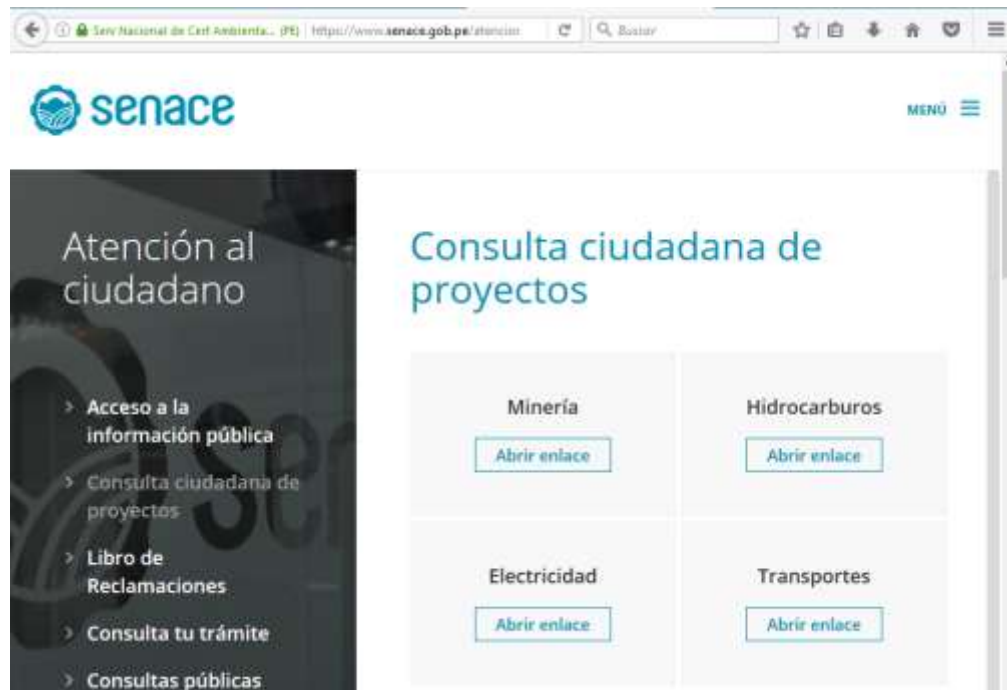 Serv Nacional de Cert Ambienta... (PE) https://www.senace.gob.pe/atencion
Buscar
senace
MENÚ
Atención al
ciudadano
Acceso a la
información pública
Consulta ciudadana de
proyectos
Libro de
Reclamaciones
Consulta tu trámite
Consultas públicas
Consulta ciudadana de
proyectos
Minería
Abrir enlace
Hidrocarburos
Abrir enlace
Electricidad
Abrir enlace
Transportes
Abrir enlace